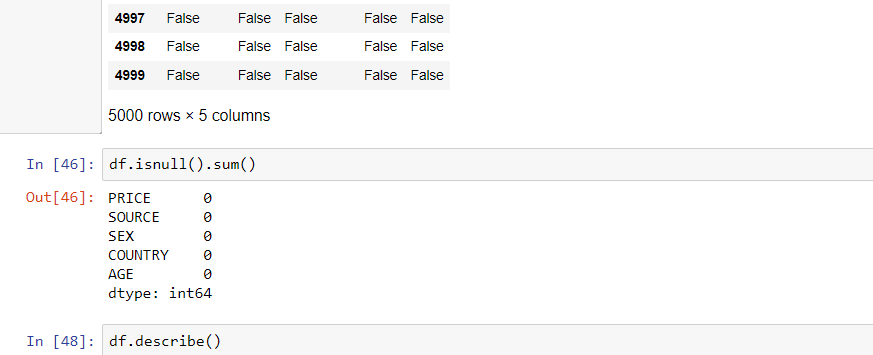 4997 False False False False False
4998 False False False False False
4999 False False False False False
5000 rows × 5 columns
In [46]: df.isnull().sum()
Out[46]: PRICE 0
SOURCE 0
SEX 0
COUNTRY 0
AGE 0
dtype: int64
In [48]: df.describe()